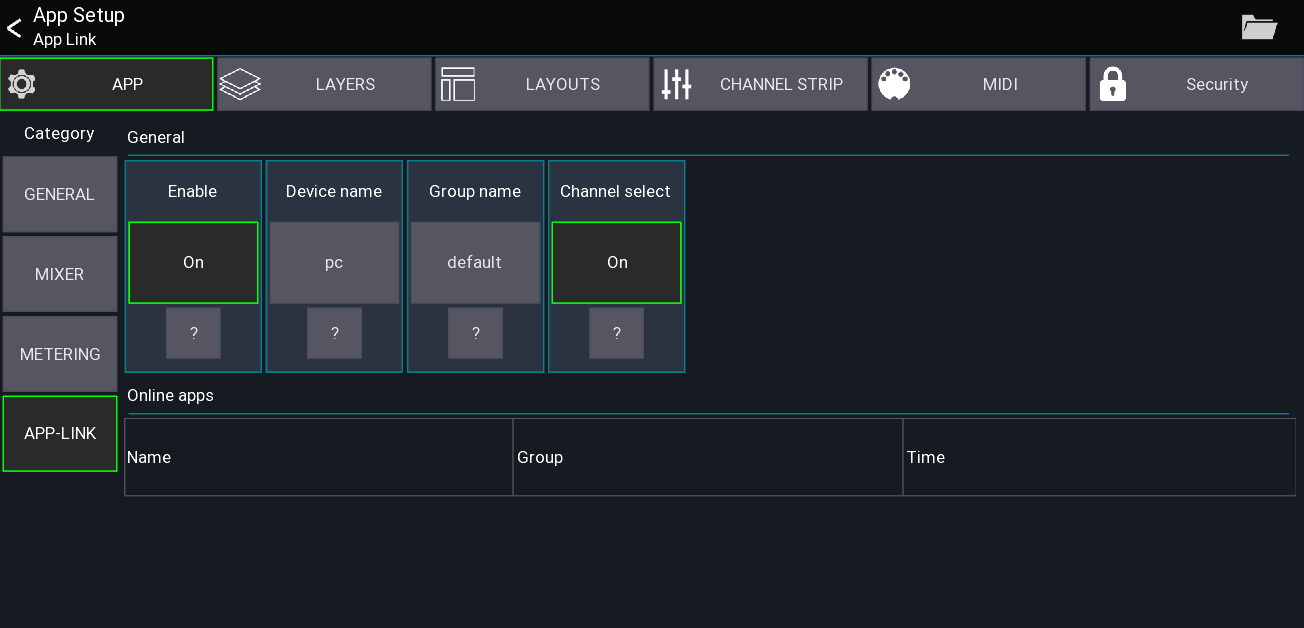 App Setup
App Link
APP
LAYERS
LAYOUTS
CHANNEL STRIP
MIDI
Security
Category
GENERAL
MIXER
METERING
APP-LINK
General
Enable
Device name
Group name
Channel select
On
pc
default
On
?
?
?
?
Online apps
Name
Group
Time